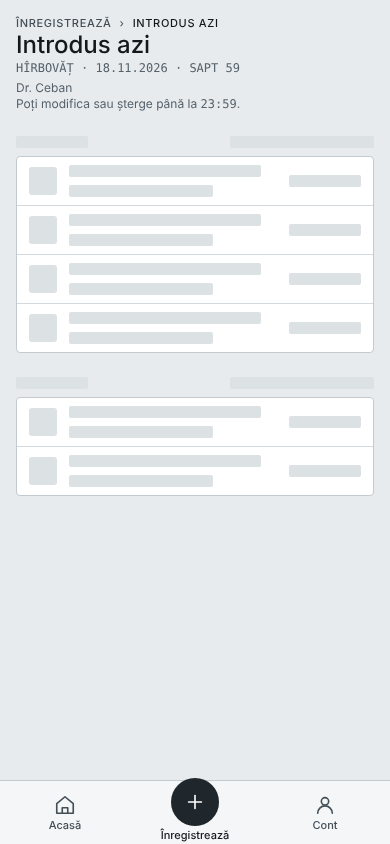 ÎNREGISTREAZĂ › INTRODUS AZI
Introdus azi
HÎRBOVĂȚ · 18.11.2026 · SAPT 59
Dr. Ceban
Poți modifica sau șterge până la 23:59.
Acasă
Înregistrează
Cont